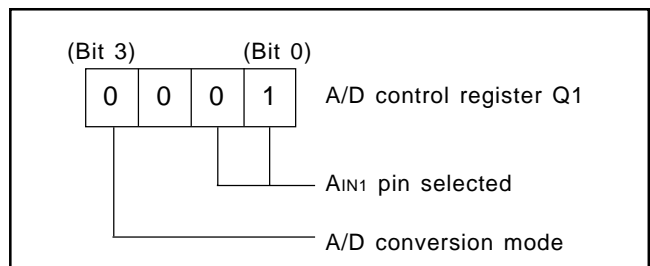 (Bit 3) (Bit 0)
0 0 0 1 A/D control register Q1
AIN1 pin selected
A/D conversion mode